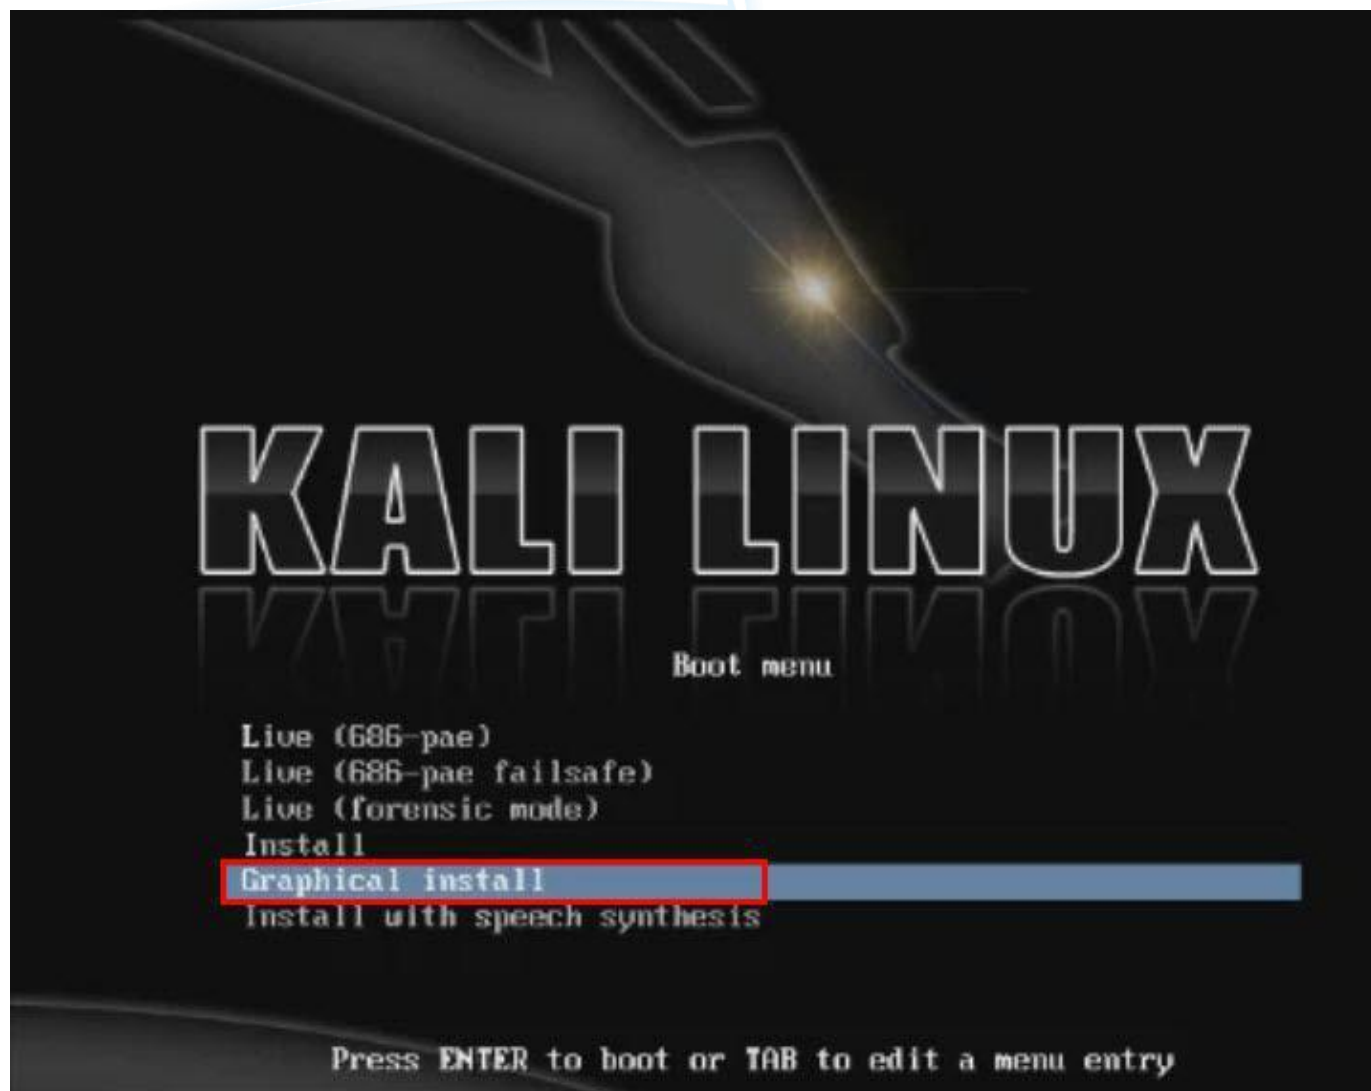 KALI LINUX
Boot menu
Live (686-pae)
Live (686-pae failsafe)
Live (forensic mode)
Install
Graphical install
Install with speech synthesis
Press ENTER to boot or TAB to edit a menu entry